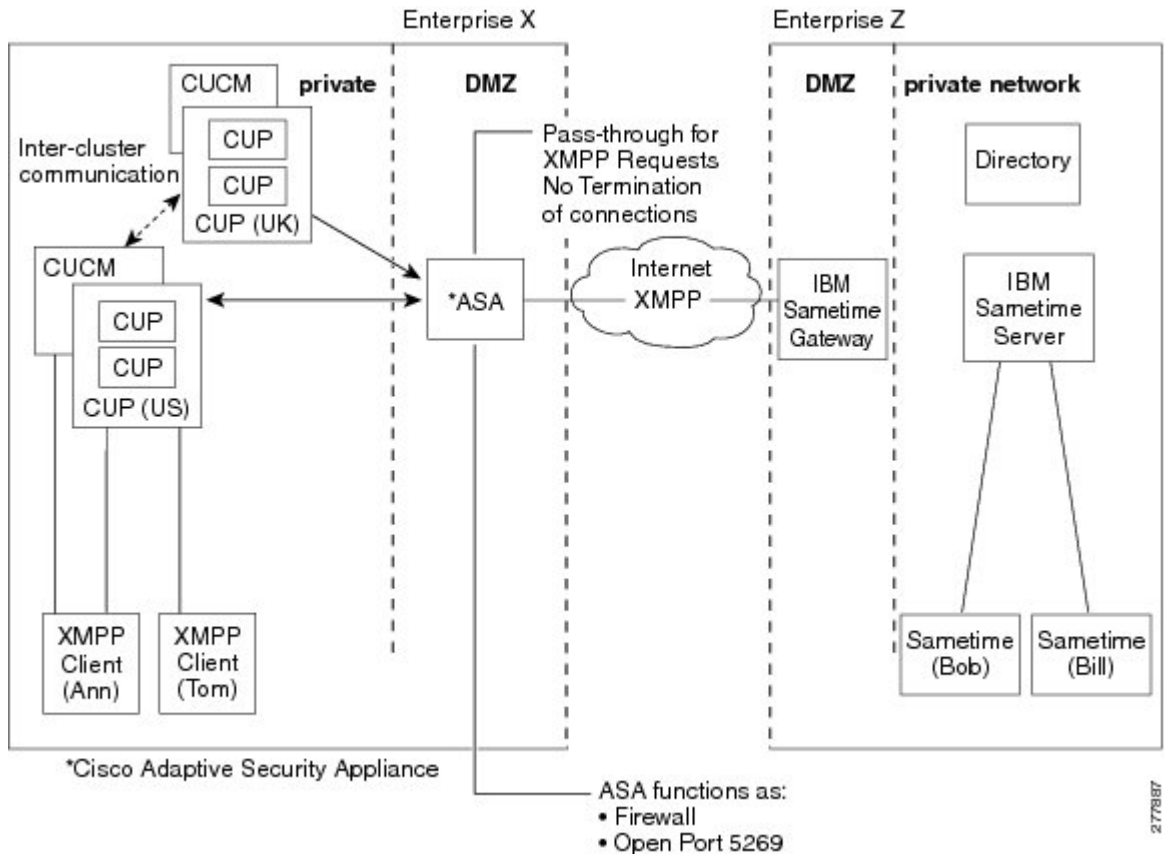 Enterprise X
Enterprise Z
CUCM
private
DMZ
DMZ
private network
CUP
CUP
CUP (UK)
Inter-cluster
communication
Pass-through for
XMPP Requests
No Termination
of connections
Directory
CUCM
CUP
CUP
CUP (US)
*ASA
Internet
XMPP
IBM
Sametime
Gateway
IBM
Sametime
Server
XMPP
Client
(Ann)
XMPP
Client
(Tom)
Sametime
(Bob)
Sametime
(Bill)
*Cisco Adaptive Security Appliance
ASA functions as:
• Firewall
• Open Port 5269
277887